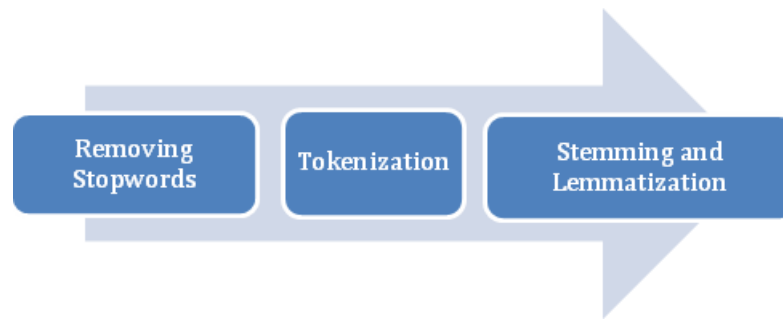 Removing
Stopwords
Tokenization
Stemming and
Lemmatization